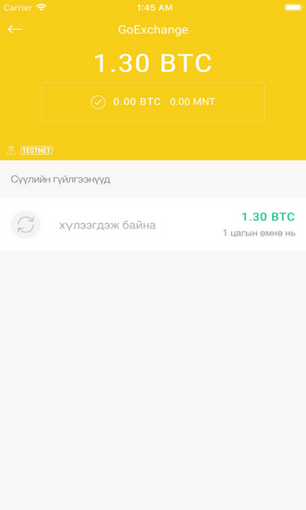 Carrier 1:45 AM
GoExchange
1.30 BTC
0.00 BTC 0.00 MNT
TESTNET
Сүүлийн гүйлгээнүүд
хүлээгдэж байна
1.30 BTC
1 цагын өмнө нь